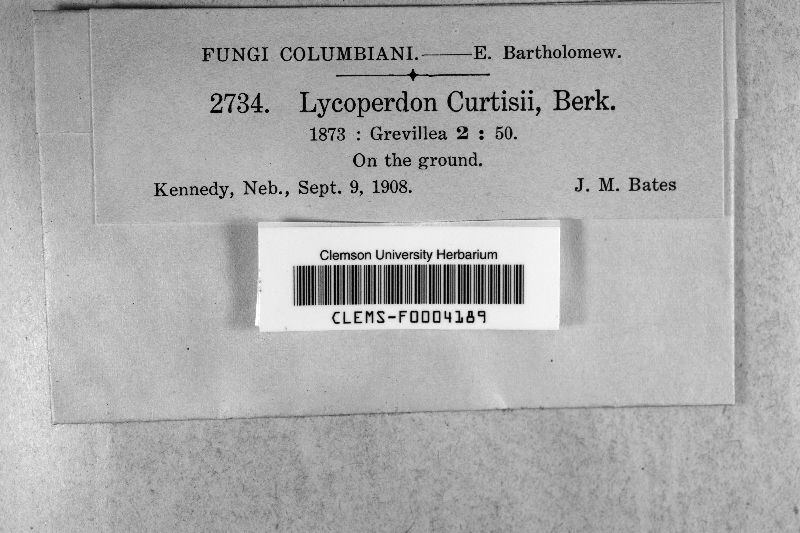 FUNGI COLUMBIANI.——E. Bartholomew.
2734. Lycoperdon Curtisii, Berk.
1873 : Grevillea 2 : 50.
On the ground.
Kennedy, Neb., Sept. 9, 1908. J. M. Bates
Clemson University Herbarium
CLEMS-F0004189